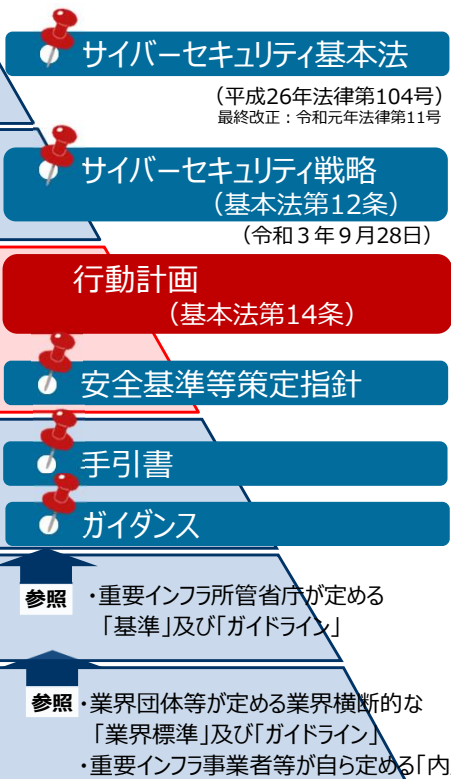 サイバーセキュリティ基本法
（平成26年法律第104号）
最終改正：令和元年法律第11号
サイバーセキュリティ戦略
（基本法第12条）
（令和３年９月28日）
行動計画
（基本法第14条）
安全基準等策定指針
手引書
ガイダンス
参照 ・重要インフラ所管省庁が定める
「基準」及び「ガイドライン」
参照 ・業界団体等が定める業界横断的な
「業界標準」及び「ガイドライン」
・重要インフラ事業者等が自ら定める「内